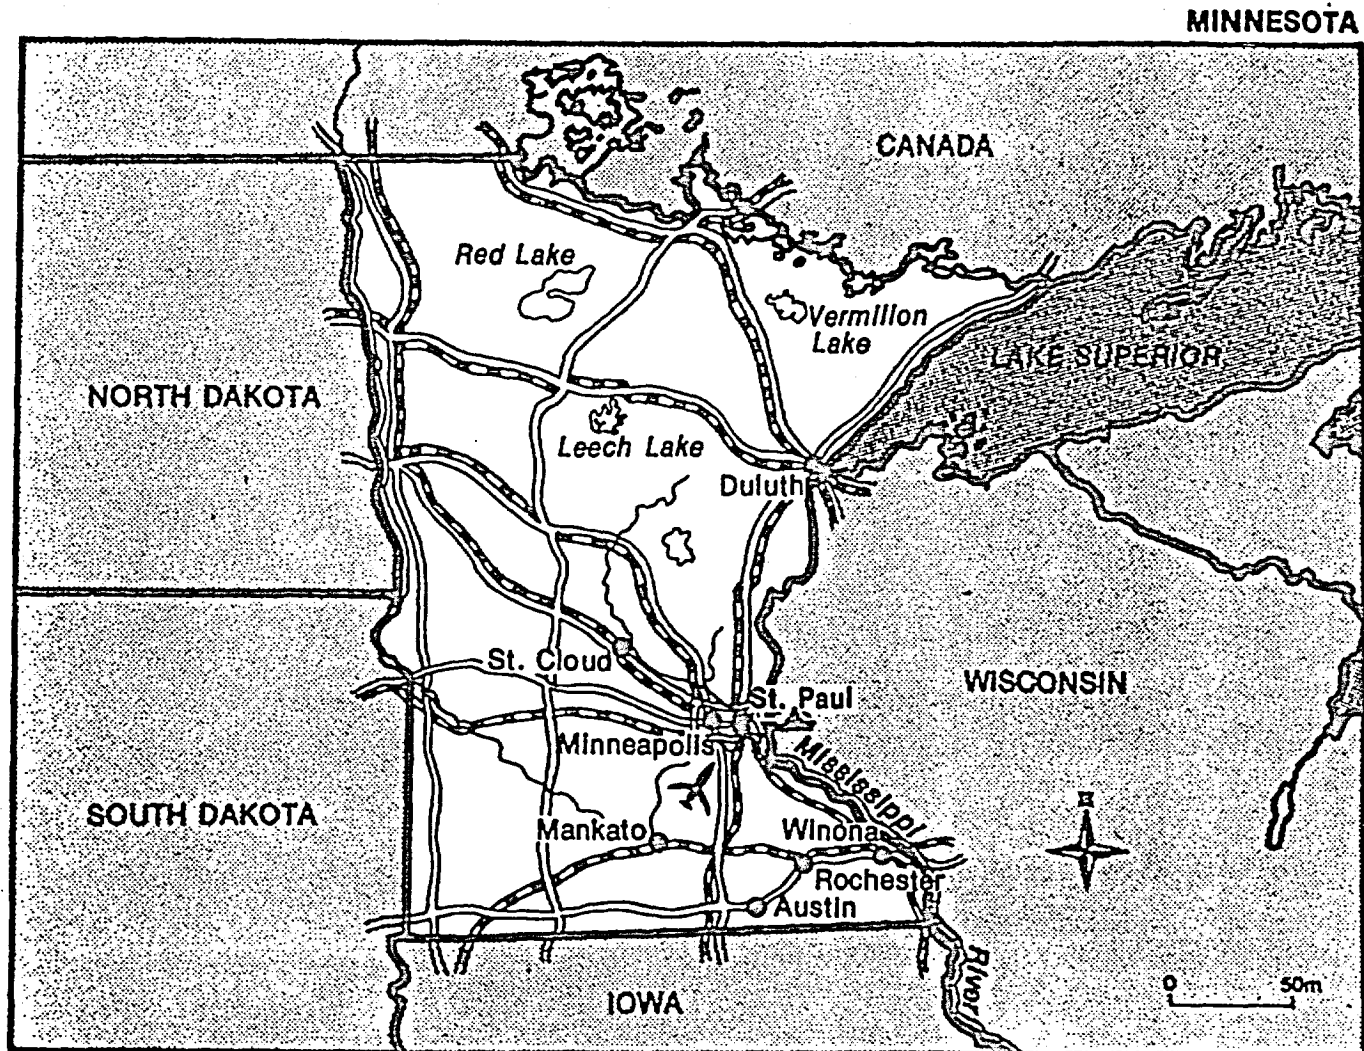 MINNESOTA
CANADA
Red Lake
Vermilion
Lake
LAKE SUPERIOR
NORTH DAKOTA
Leech Lake
Duluth
St. Cloud
WISCONSIN
St. Paul
Minneapolis
Mississippi
SOUTH DAKOTA
Mankato
Winona
N
Rochester
Austin
River
0 50m
IOWA